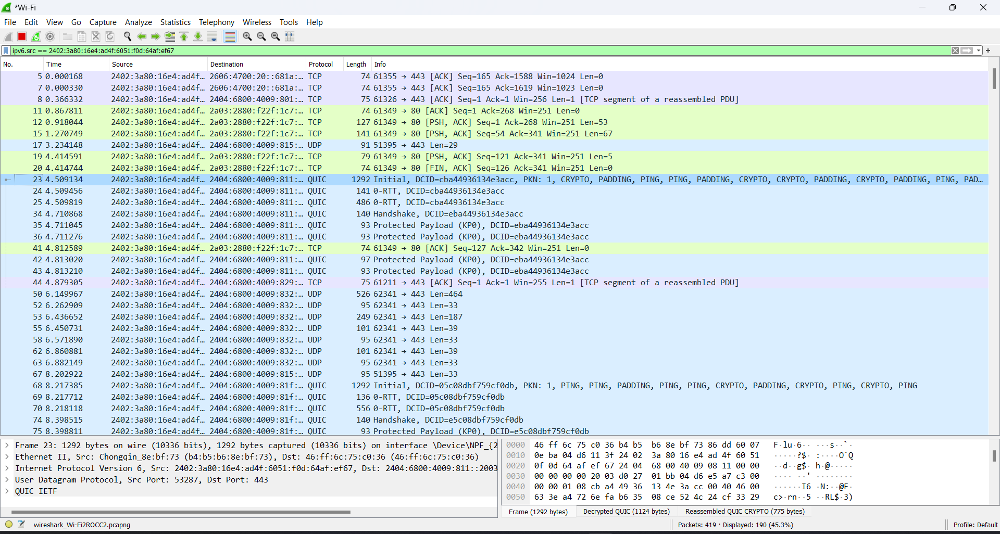 *Wi-Fi
File Edit View Go Capture Analyze Statistics Telephony Wireless Tools Help
ipv6.src == 2402:3a80:16e4:ad4f:6051:f0d:64af:ef67
No. Time Source Destination Protocol Length Info
5 0.000168 2402:3a80:16e4:ad4f… 2606:4700:20::681a:… TCP 74 61355 → 443 [ACK] Seq=165 Ack=1588 Win=1024 Len=0
7 0.000330 2402:3a80:16e4:ad4f… 2606:4700:20::681a:… TCP 74 61355 → 443 [ACK] Seq=165 Ack=1619 Win=1023 Len=0
8 0.366332 2402:3a80:16e4:ad4f… 2404:6800:4009:801:… TCP 75 61326 → 443 [ACK] Seq=1 Ack=1 Win=256 Len=1 [TCP segment of a reassembled PDU]
11 0.867811 2402:3a80:16e4:ad4f… 2a03:2880:f22f:1c7:… TCP 74 61349 → 80 [ACK] Seq=1 Ack=268 Win=251 Len=0
12 0.918044 2402:3a80:16e4:ad4f… 2a03:2880:f22f:1c7:… TCP 127 61349 → 80 [PSH, ACK] Seq=1 Ack=268 Win=251 Len=53
15 1.270749 2402:3a80:16e4:ad4f… 2a03:2880:f22f:1c7:… TCP 141 61349 → 80 [PSH, ACK] Seq=54 Ack=341 Win=251 Len=67
17 3.234148 2402:3a80:16e4:ad4f… 2404:6800:4009:815:… UDP 91 51395 → 443 Len=29
19 4.414591 2402:3a80:16e4:ad4f… 2a03:2880:f22f:1c7:… TCP 79 61349 → 80 [PSH, ACK] Seq=121 Ack=341 Win=251 Len=5
20 4.414744 2402:3a80:16e4:ad4f… 2a03:2880:f22f:1c7:… TCP 74 61349 → 80 [FIN, ACK] Seq=126 Ack=341 Win=251 Len=0
23 4.509134 2402:3a80:16e4:ad4f… 2404:6800:4009:811:… QUIC 1292 Initial, DCID=cba44936134e3acc, PKN: 1, CRYPTO, PADDING, PING, PING, PADDING, CRYPTO, CRYPTO, PADDING, CRYPTO, PADDING, PING, PAD…
24 4.509456 2402:3a80:16e4:ad4f… 2404:6800:4009:811:… QUIC 141 0-RTT, DCID=cba44936134e3acc
25 4.509819 2402:3a80:16e4:ad4f… 2404:6800:4009:811:… QUIC 486 0-RTT, DCID=cba44936134e3acc
34 4.710868 2402:3a80:16e4:ad4f… 2404:6800:4009:811:… QUIC 140 Handshake, DCID=eba44936134e3acc
35 4.711045 2402:3a80:16e4:ad4f… 2404:6800:4009:811:… QUIC 93 Protected Payload (KP0), DCID=eba44936134e3acc
36 4.711276 2402:3a80:16e4:ad4f… 2404:6800:4009:811:… QUIC 93 Protected Payload (KP0), DCID=eba44936134e3acc
41 4.812589 2402:3a80:16e4:ad4f… 2a03:2880:f22f:1c7:… TCP 74 61349 → 80 [ACK] Seq=127 Ack=342 Win=251 Len=0
42 4.813020 2402:3a80:16e4:ad4f… 2404:6800:4009:811:… QUIC 97 Protected Payload (KP0), DCID=eba44936134e3acc
43 4.813210 2402:3a80:16e4:ad4f… 2404:6800:4009:811:… QUIC 93 Protected Payload (KP0), DCID=eba44936134e3acc
44 4.879305 2402:3a80:16e4:ad4f… 2404:6800:4009:829:… TCP 75 61211 → 443 [ACK] Seq=1 Ack=1 Win=255 Len=1 [TCP segment of a reassembled PDU]
50 6.149967 2402:3a80:16e4:ad4f… 2404:6800:4009:832:… UDP 526 62341 → 443 Len=464
52 6.262909 2402:3a80:16e4:ad4f… 2404:6800:4009:832:… UDP 95 62341 → 443 Len=33
53 6.436652 2402:3a80:16e4:ad4f… 2404:6800:4009:832:… UDP 249 62341 → 443 Len=187
55 6.450731 2402:3a80:16e4:ad4f… 2404:6800:4009:832:… UDP 101 62341 → 443 Len=39
58 6.571890 2402:3a80:16e4:ad4f… 2404:6800:4009:832:… UDP 95 62341 → 443 Len=33
62 6.860881 2402:3a80:16e4:ad4f… 2404:6800:4009:832:… UDP 101 62341 → 443 Len=39
63 6.882149 2402:3a80:16e4:ad4f… 2404:6800:4009:832:… UDP 95 62341 → 443 Len=33
67 8.202922 2402:3a80:16e4:ad4f… 2404:6800:4009:815:… UDP 95 51395 → 443 Len=33
68 8.217385 2402:3a80:16e4:ad4f… 2404:6800:4009:81f:… QUIC 1292 Initial, DCID=05c08dbf759cf0db, PKN: 1, PING, PING, PADDING, PING, PING, CRYPTO, PADDING, CRYPTO, PING, CRYPTO, PING
69 8.217712 2402:3a80:16e4:ad4f… 2404:6800:4009:81f:… QUIC 136 0-RTT, DCID=05c08dbf759cf0db
70 8.218118 2402:3a80:16e4:ad4f… 2404:6800:4009:81f:… QUIC 556 0-RTT, DCID=05c08dbf759cf0db
74 8.398515 2402:3a80:16e4:ad4f… 2404:6800:4009:81f:… QUIC 140 Handshake, DCID=e5c08dbf759cf0db
75 8.398811 2402:3a80:16e4:ad4f… 2404:6800:4009:81f:… QUIC 93 Protected Payload (KP0), DCID=e5c08dbf759cf0db
Frame 23: 1292 bytes on wire (10336 bits), 1292 bytes captured (10336 bits) on interface \Device\NPF_{2
Ethernet II, Src: Chongqin_8e:bf:73 (b4:b5:b6:8e:bf:73), Dst: 46:ff:6c:75:c0:36 (46:ff:6c:75:c0:36)
Internet Protocol Version 6, Src: 2402:3a80:16e4:ad4f:6051:f0d:64af:ef67, Dst: 2404:6800:4009:811::2003
User Datagram Protocol, Src Port: 53287, Dst Port: 443
QUIC IETF
0000 46 ff 6c 75 c0 36 b4 b5 b6 8e bf 73 86 dd 60 07 F·lu·6·· ···s··`·
0010 0e ba 04 d6 11 3f 24 02 3a 80 16 e4 ad 4f 60 51 ·····?$· :····O`Q
0020 0f 0d 64 af ef 67 24 04 68 00 40 09 08 11 00 00 ··d··g$· h·@·····
0030 00 00 00 00 20 03 d0 27 01 bb 04 d6 e5 a7 c3 00 ···· ··' ········
0040 00 00 01 08 cb a4 49 36 13 4e 3a cc 00 40 46 00 ······I6 ·N:··@F·
0050 63 3e a4 72 6e fa b6 35 08 ce 52 4c 24 cf 33 29 c>·rn··5 ··RL$·3)
Frame (1292 bytes) Decrypted QUIC (1124 bytes) Reassembled QUIC CRYPTO (775 bytes)
wireshark_Wi-Fi2ROCC2.pcapng Packets: 419 · Displayed: 190 (45.3%) Profile: Default